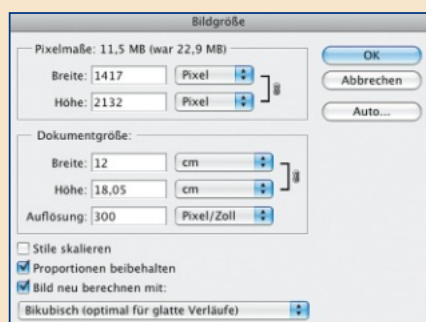 Bildgröße
Pixelmaße: 11,5 MB (war 22,9 MB)
Breite: 1417 Pixel
Höhe: 2132 Pixel
OK
Abbrechen
Auto...
Dokumentgröße:
Breite: 12 cm
Höhe: 18,05 cm
Auflösung: 300 Pixel/Zoll
Stile skalieren
Proportionen beibehalten
Bild neu berechnen mit:
Bikubisch (optimal für glatte Verläufe)